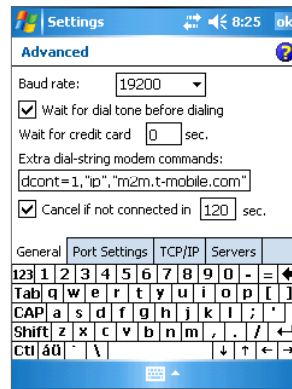 Settings 8:25 ok
Advanced ?
Baud rate: 19200
Wait for dial tone before dialing
Wait for credit card 0 sec.
Extra dial-string modem commands:
dcont=1,"ip","m2m.t-mobile.com"
Cancel if not connected in 120 sec.
General Port Settings TCP/IP Servers
123 1 2 3 4 5 6 7 8 9 0 - =
Tab q w e r t y u i o p [ ]
CAP a s d f g h j k l ; '
Shift z x c v b n m , . /
Ctl áü ` \